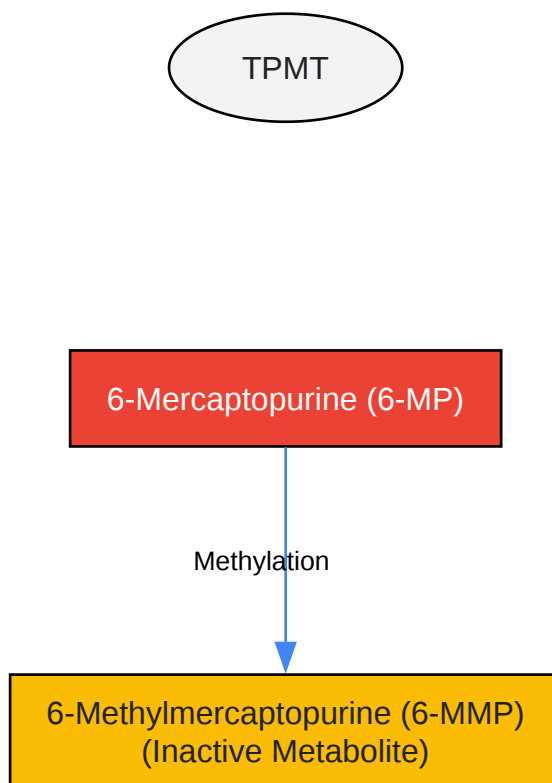 TPMT
6-Mercaptopurine (6-MP)
Methylation
6-Methylmercaptopurine (6-MMP)
(Inactive Metabolite)